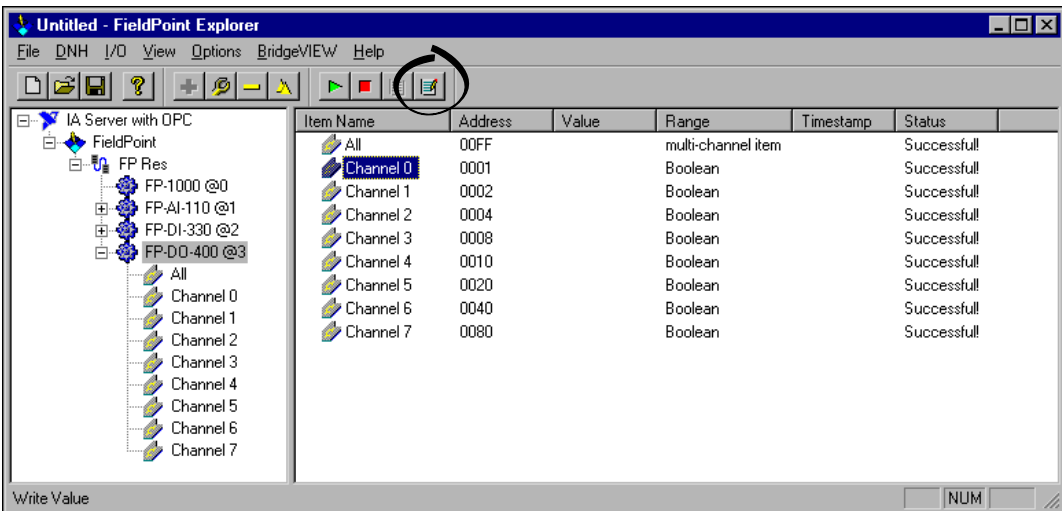 Untitled - FieldPoint Explorer
File DNH I/O View Options BridgeVIEW Help
IA Server with OPC
FieldPoint
FP Res
FP-1000 @0
FP-AI-110 @1
FP-DI-330 @2
FP-DO-400 @3
All
Channel 0
Channel 1
Channel 2
Channel 3
Channel 4
Channel 5
Channel 6
Channel 7
Item Name Address Value Range Timestamp Status
All 00FF multi-channel item Successful!
Channel 0 0001 Boolean Successful!
Channel 1 0002 Boolean Successful!
Channel 2 0004 Boolean Successful!
Channel 3 0008 Boolean Successful!
Channel 4 0010 Boolean Successful!
Channel 5 0020 Boolean Successful!
Channel 6 0040 Boolean Successful!
Channel 7 0080 Boolean Successful!
Write Value NUM